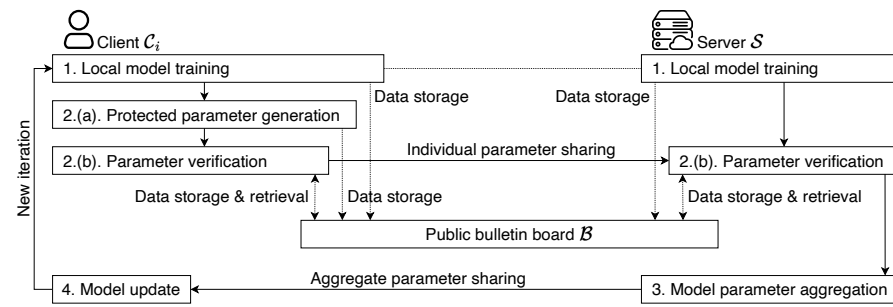 Client 𝒞ᵢ
Server 𝒮
1. Local model training
1. Local model training
Data storage
Data storage
2.(a). Protected parameter generation
2.(b). Parameter verification
Individual parameter sharing
2.(b). Parameter verification
Data storage & retrieval
Data storage
Data storage & retrieval
Public bulletin board ℬ
New iteration
4. Model update
Aggregate parameter sharing
3. Model parameter aggregation